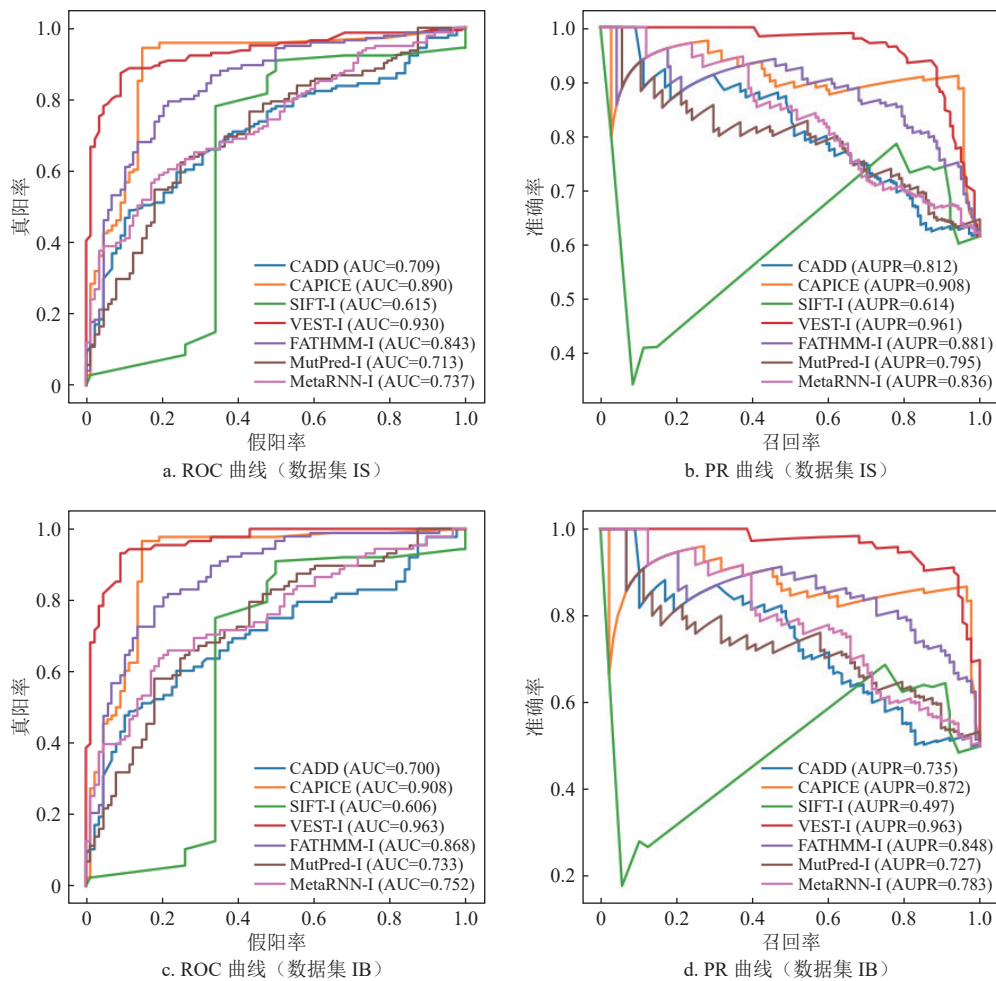 1.0
0.8
0.6
0.4
0.2
0
真阳率
CADD (AUC=0.709)
CAPICE (AUC=0.890)
SIFT-I (AUC=0.615)
VEST-I (AUC=0.930)
FATHMM-I (AUC=0.843)
MutPred-I (AUC=0.713)
MetaRNN-I (AUC=0.737)
0 0.2 0.4 0.6 0.8 1.0
假阳率
a. ROC 曲线（数据集 IS）
1.0
0.9
0.8
0.7
0.6
0.5
0.4
准确率
CADD (AUPR=0.812)
CAPICE (AUPR=0.908)
SIFT-I (AUPR=0.614)
VEST-I (AUPR=0.961)
FATHMM-I (AUPR=0.881)
MutPred-I (AUPR=0.795)
MetaRNN-I (AUPR=0.836)
0 0.2 0.4 0.6 0.8 1.0
召回率
b. PR 曲线（数据集 IS）
1.0
0.8
0.6
0.4
0.2
0
真阳率
CADD (AUC=0.700)
CAPICE (AUC=0.908)
SIFT-I (AUC=0.606)
VEST-I (AUC=0.963)
FATHMM-I (AUC=0.868)
MutPred-I (AUC=0.733)
MetaRNN-I (AUC=0.752)
0 0.2 0.4 0.6 0.8 1.0
假阳率
c. ROC 曲线（数据集 IB）
1.0
0.8
0.6
0.4
0.2
准确率
CADD (AUPR=0.735)
CAPICE (AUPR=0.872)
SIFT-I (AUPR=0.497)
VEST-I (AUPR=0.963)
FATHMM-I (AUPR=0.848)
MutPred-I (AUPR=0.727)
MetaRNN-I (AUPR=0.783)
0 0.2 0.4 0.6 0.8 1.0
召回率
d. PR 曲线（数据集 IB）